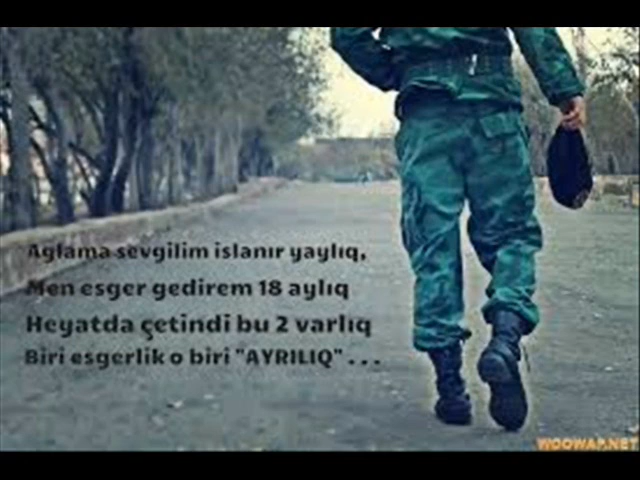 Aglama sevgilim islanır yaylıq,
Men esger gedirem 18 aylıq
Heyatda çetindi bu 2 varlıq
Biri esgerlik o biri "AYRILIQ" . . .
WOOWAP.NET